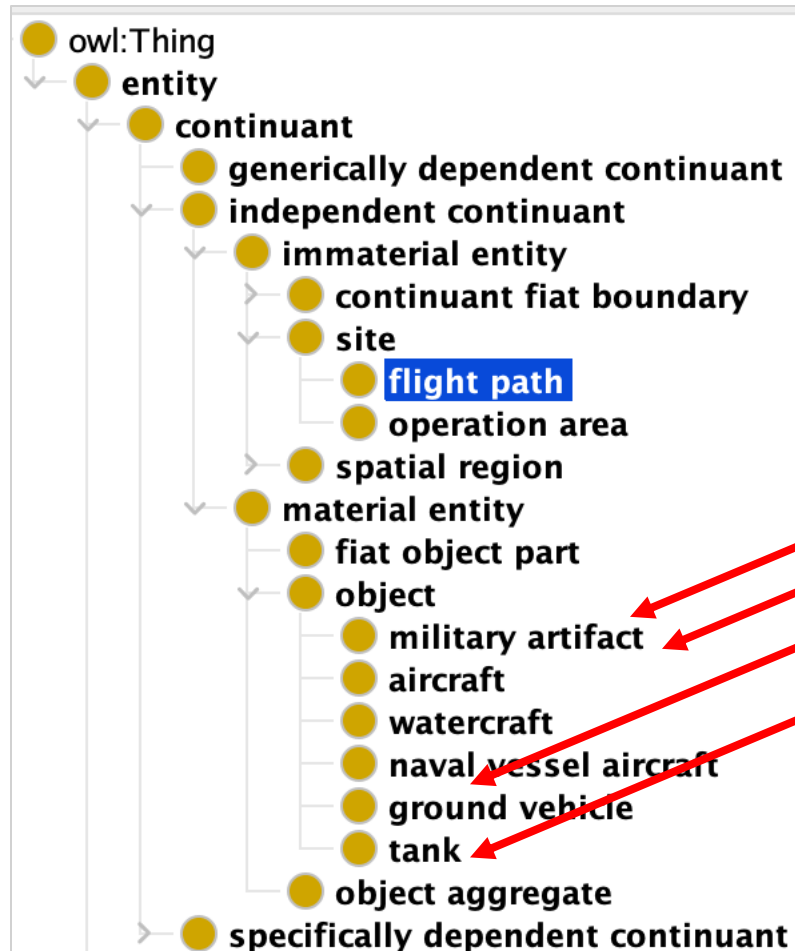 owl:Thing
entity
continuant
generically dependent continuant
independent continuant
immaterial entity
continuant fiat boundary
site
flight path
operation area
spatial region
material entity
fiat object part
object
military artifact
aircraft
watercraft
naval vessel aircraft
ground vehicle
tank
object aggregate
specifically dependent continuant